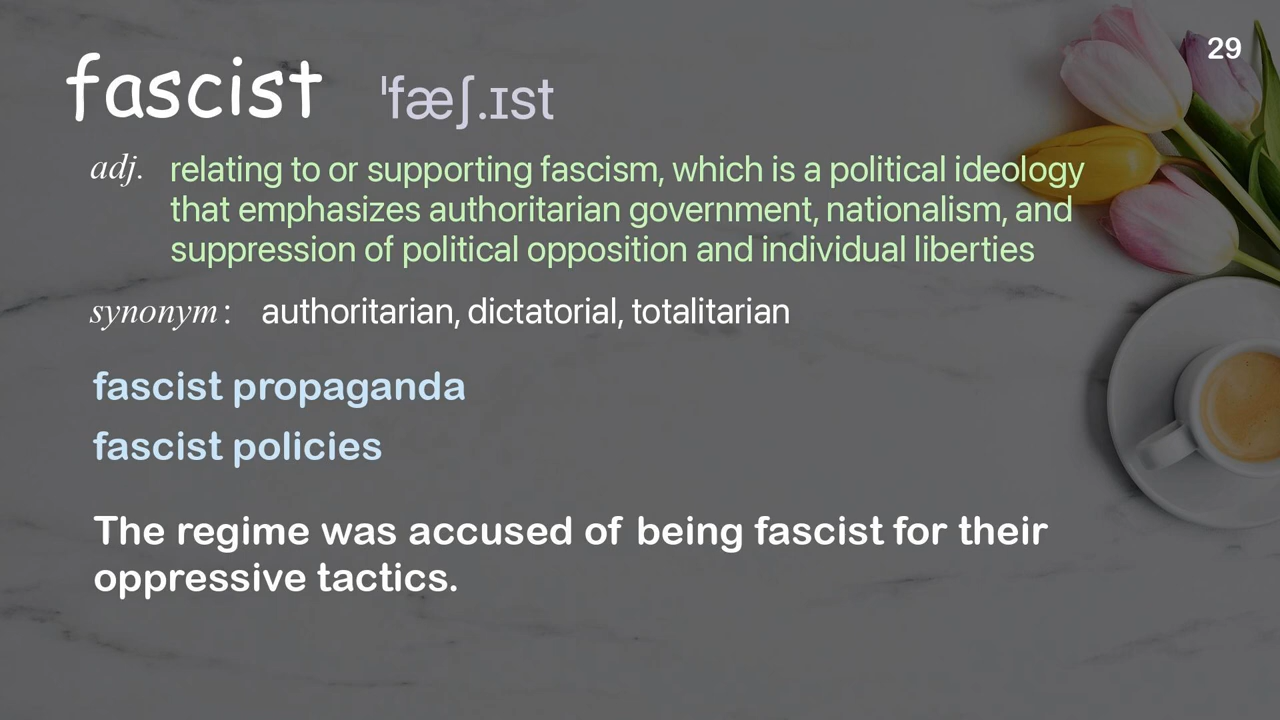 29
fascist ˈfæʃ.ɪst
adj. relating to or supporting fascism, which is a political ideology
that emphasizes authoritarian government, nationalism, and
suppression of political opposition and individual liberties
synonym: authoritarian, dictatorial, totalitarian
fascist propaganda
fascist policies
The regime was accused of being fascist for their
oppressive tactics.